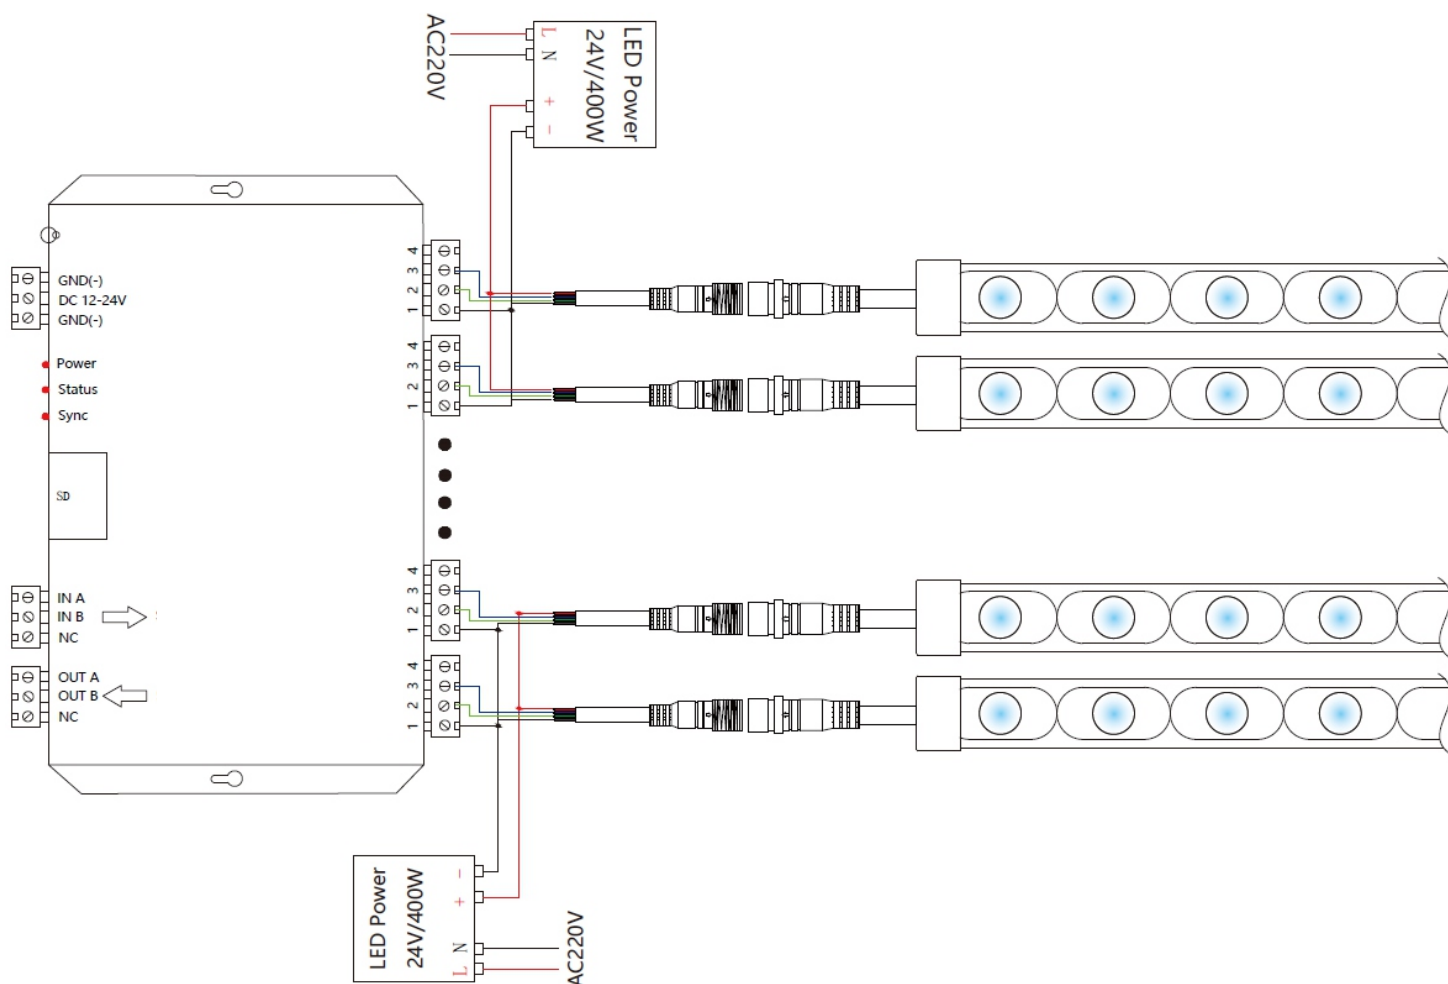 AC220V
L
N
+
-
LED Power
24V/400W
GND(-)
DC 12-24V
GND(-)
Power
Status
Sync
SD
IN A
IN B
NC
OUT A
OUT B
NC
4
3
2
1
4
3
2
1
4
3
2
1
4
3
2
1
LED Power
24V/400W
-
+
N
L
AC220V